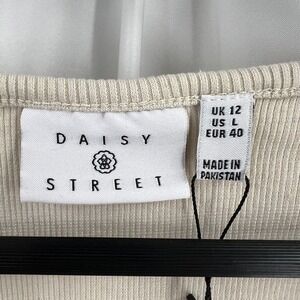 DAISY
STREET
UK 12
US L
EUR 40
MADE IN
PAKISTAN